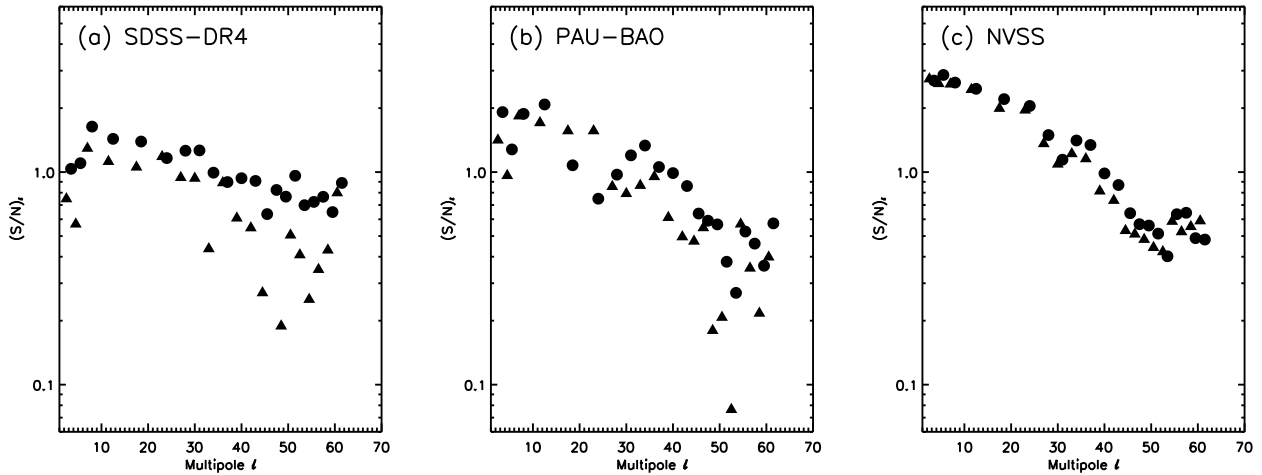 (a) SDSS-DR4
1.0
0.1
(S/N)ℓ
10 20 30 40 50 60 70
Multipole ℓ
(b) PAU-BAO
1.0
0.1
(S/N)ℓ
10 20 30 40 50 60 70
Multipole ℓ
(c) NVSS
1.0
0.1
(S/N)ℓ
10 20 30 40 50 60 70
Multipole ℓ